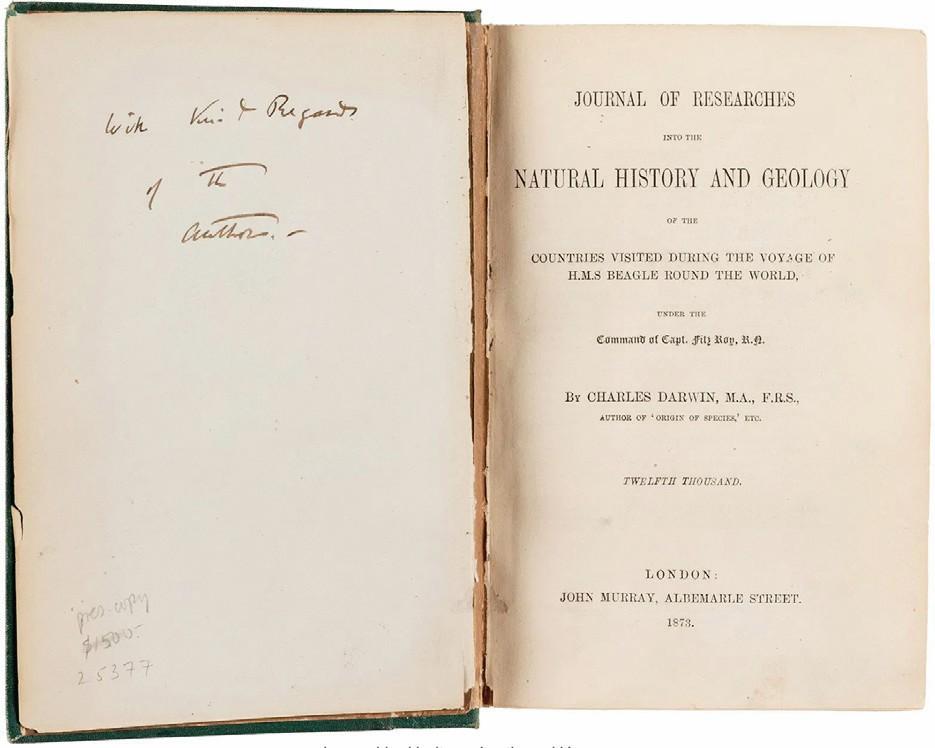 With Kind Regards
of the
Author. –
pres. copy
$1500-
25377
JOURNAL OF RESEARCHES
INTO THE
NATURAL HISTORY AND GEOLOGY
OF THE
COUNTRIES VISITED DURING THE VOYAGE OF
H.M.S BEAGLE ROUND THE WORLD,
UNDER THE
Command of Capt. Fitz Roy, R.N.
BY CHARLES DARWIN, M.A., F.R.S.,
AUTHOR OF ‘ORIGIN OF SPECIES,’ ETC.
TWELFTH THOUSAND.
LONDON:
JOHN MURRAY, ALBEMARLE STREET.
1873.